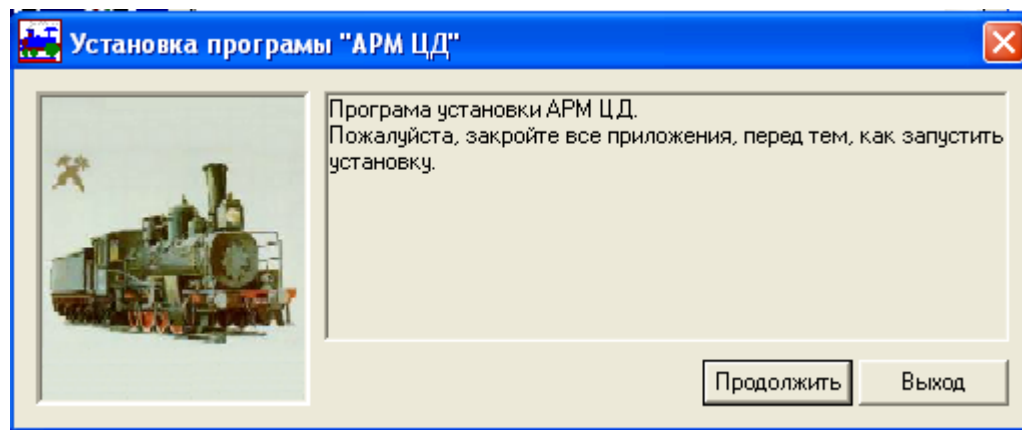 Установка програмы "АРМ ЦД"
Програма установки АРМ ЦД.
Пожалуйста, закройте все приложения, перед тем, как запустить
установку.
Продолжить
Выход